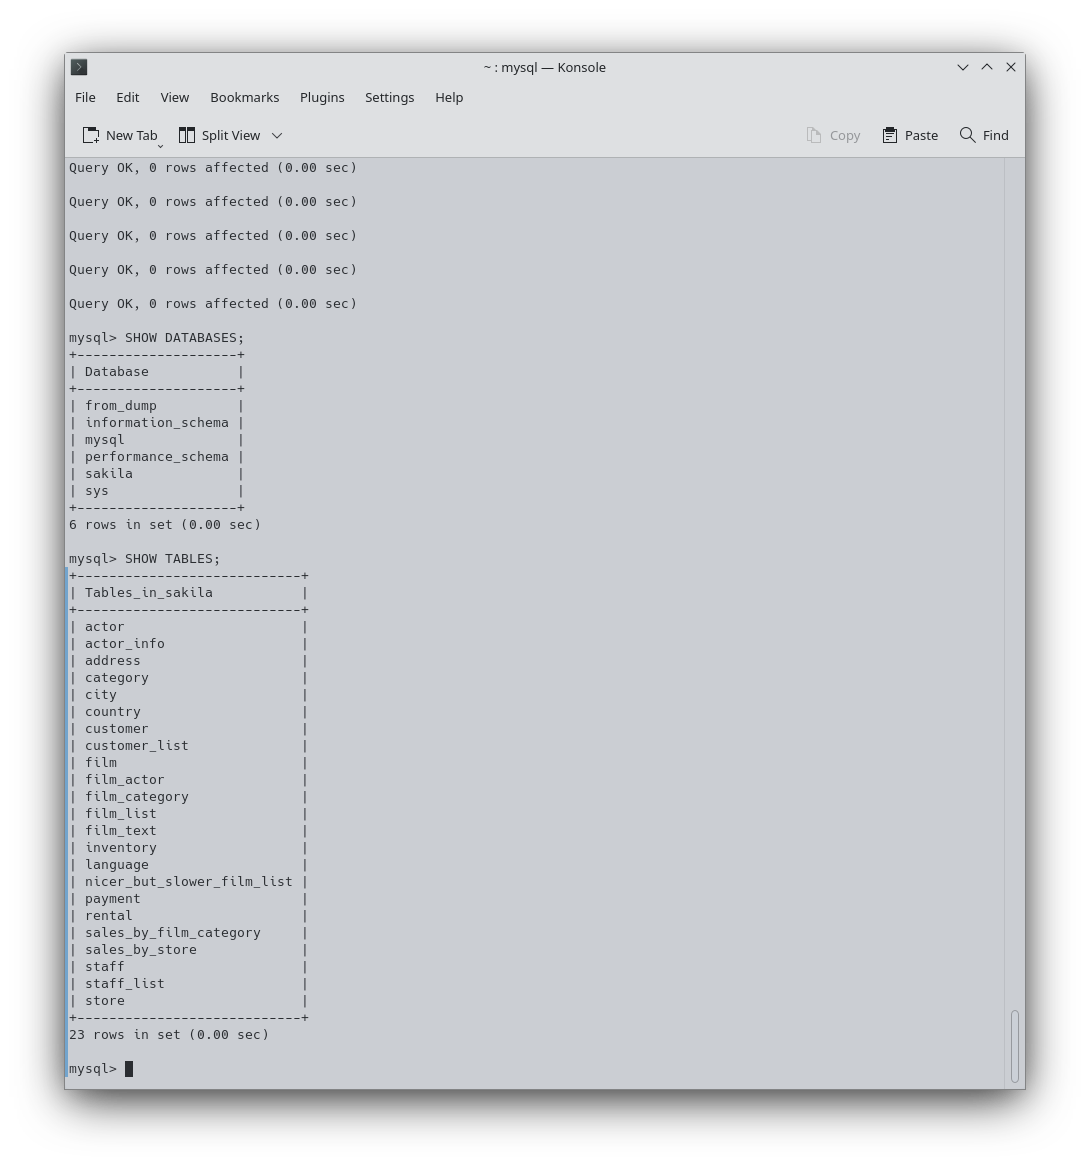 ~ : mysql — Konsole
File Edit View Bookmarks Plugins Settings Help
New Tab Split View Copy Paste Find
Query OK, 0 rows affected (0.00 sec)
Query OK, 0 rows affected (0.00 sec)
Query OK, 0 rows affected (0.00 sec)
Query OK, 0 rows affected (0.00 sec)
Query OK, 0 rows affected (0.00 sec)
mysql> SHOW DATABASES;
+--------------------+
| Database           |
+--------------------+
| from_dump          |
| information_schema |
| mysql              |
| performance_schema |
| sakila             |
| sys                |
+--------------------+
6 rows in set (0.00 sec)
mysql> SHOW TABLES;
+----------------------------+
| Tables_in_sakila           |
+----------------------------+
| actor                      |
| actor_info                 |
| address                    |
| category                   |
| city                       |
| country                    |
| customer                   |
| customer_list              |
| film                       |
| film_actor                 |
| film_category              |
| film_list                  |
| film_text                  |
| inventory                  |
| language                   |
| nicer_but_slower_film_list |
| payment                    |
| rental                     |
| sales_by_film_category     |
| sales_by_store             |
| staff                      |
| staff_list                 |
| store                      |
+----------------------------+
23 rows in set (0.00 sec)
mysql>